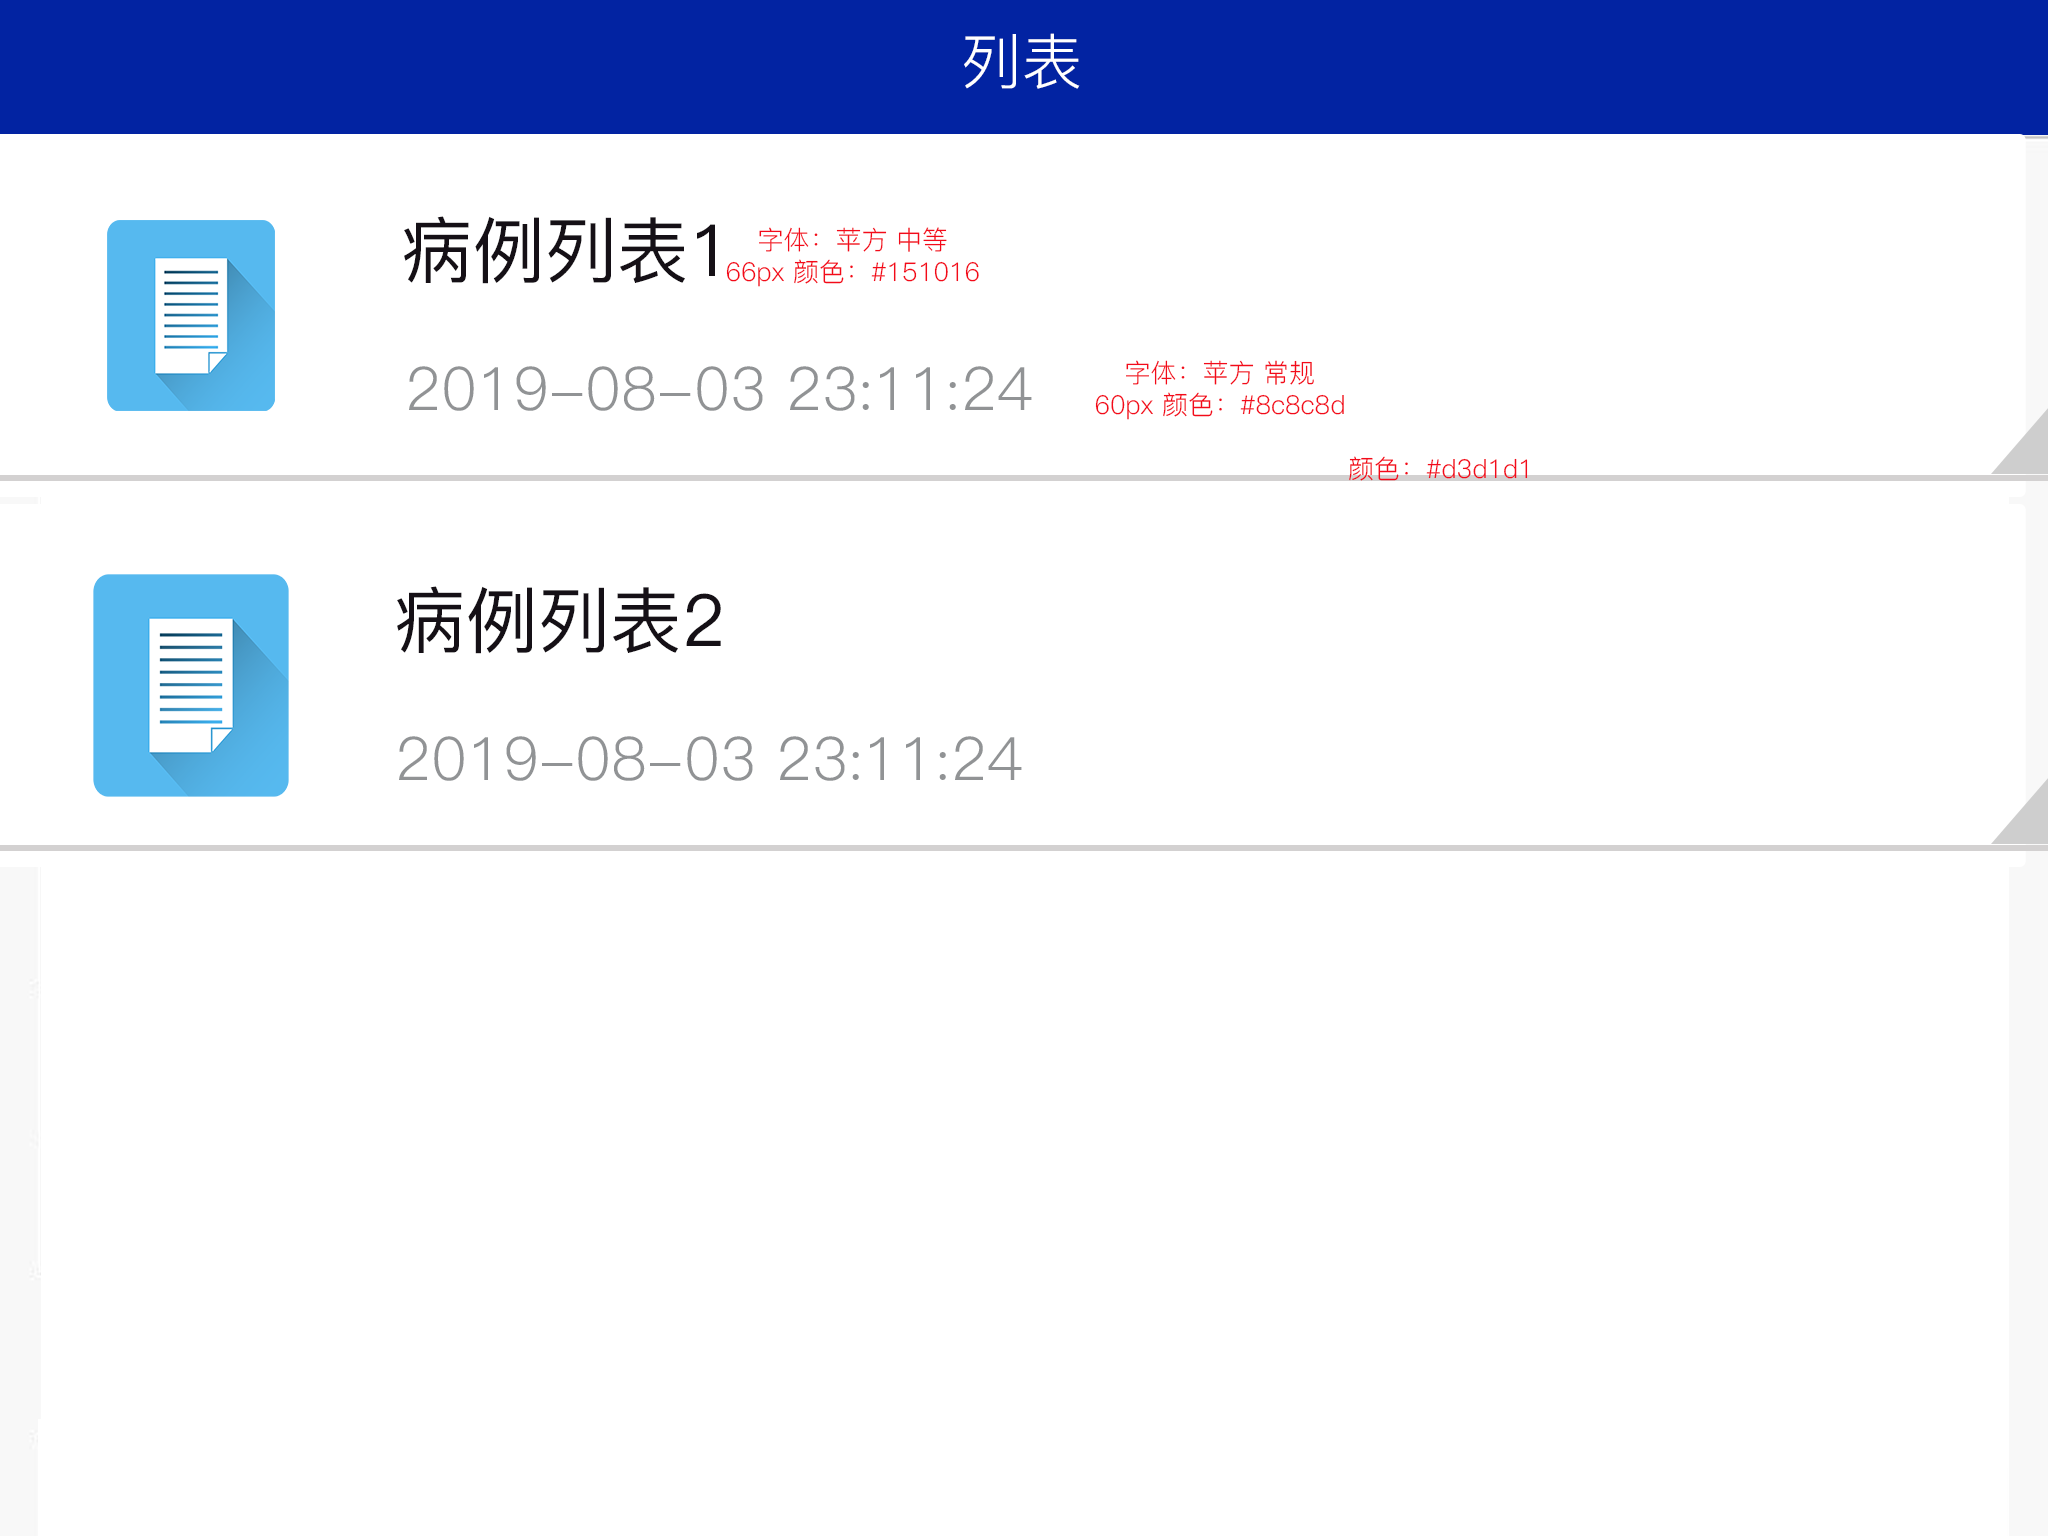 列表
病例列表1
字体：苹方 中等
66px 颜色：#151016
2019-08-03 23:11:24
字体：苹方 常规
60px 颜色：#8c8c8d
颜色：#d3d1d1
病例列表2
2019-08-03 23:11:24